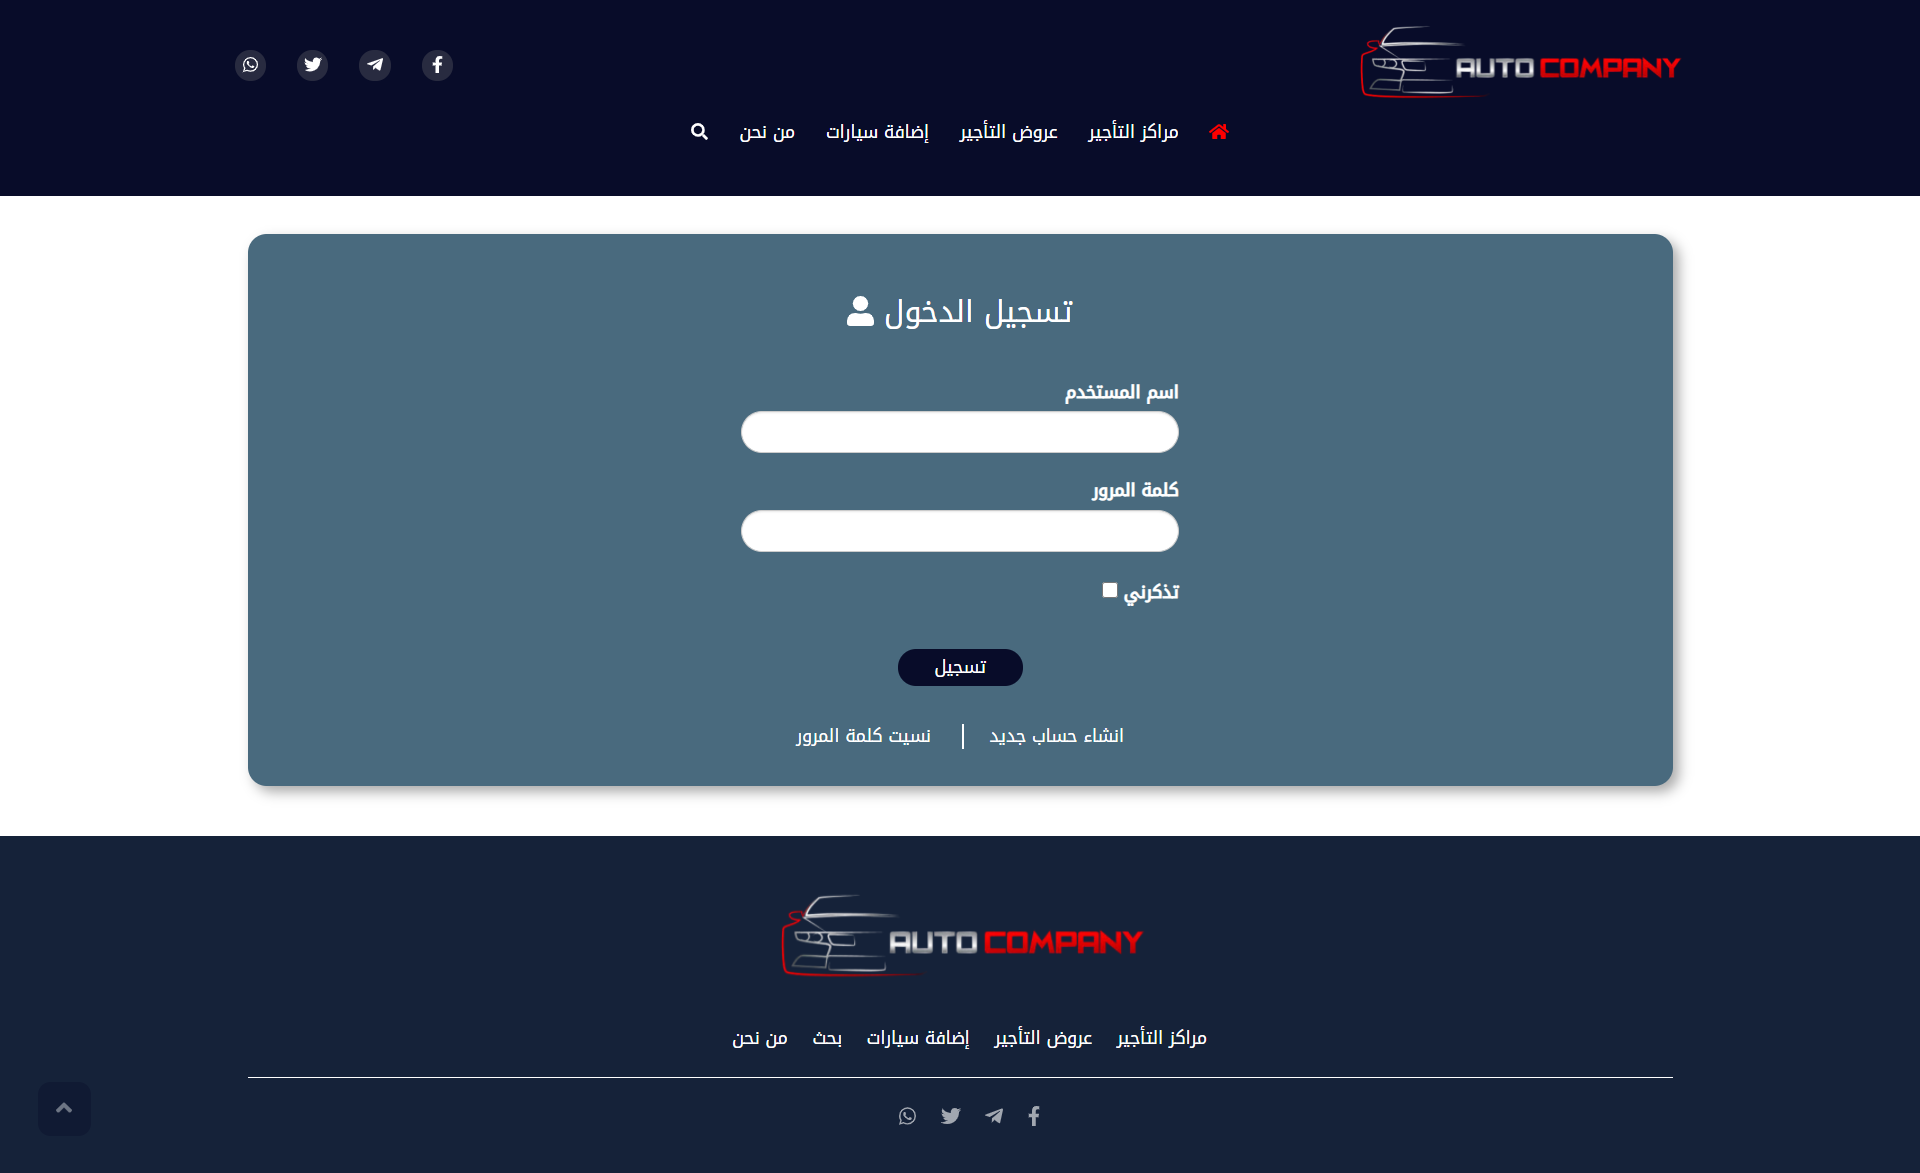 AUTO COMPANY
مراكز التأجير
عروض التأجير
إضافة سيارات
من نحن
تسجيل الدخول
اسم المستخدم
كلمة المرور
تذكرني
تسجيل
انشاء حساب جديد
نسيت كلمة المرور
AUTO COMPANY
مراكز التأجير
عروض التأجير
إضافة سيارات
بحث
من نحن